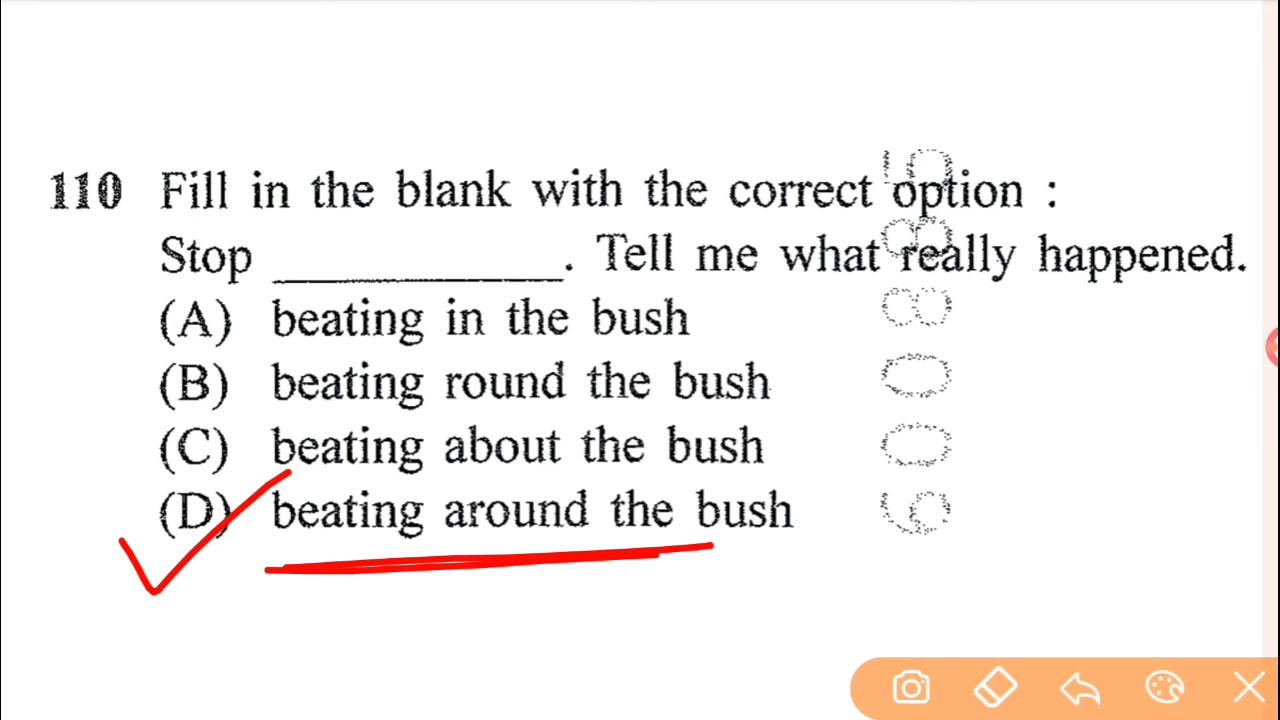 110 Fill in the blank with the correct option :
Stop ____________. Tell me what really happened.
(A) beating in the bush
(B) beating round the bush
(C) beating about the bush
(D) beating around the bush